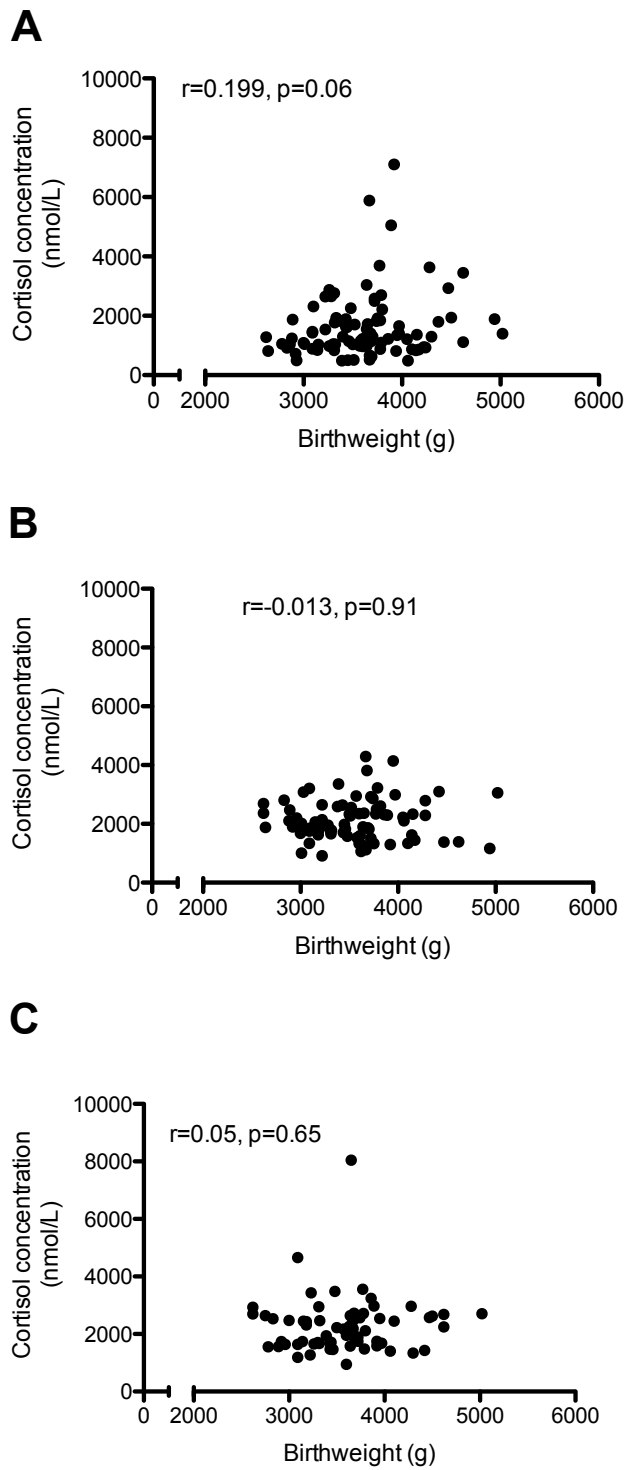 A
r=0.199, p=0.06
10000
8000
6000
4000
2000
0
Cortisol concentration
(nmol/L)
0 2000 3000 4000 5000 6000
Birthweight (g)
B
r=-0.013, p=0.91
10000
8000
6000
4000
2000
0
Cortisol concentration
(nmol/L)
0 2000 3000 4000 5000 6000
Birthweight (g)
C
r=0.05, p=0.65
10000
8000
6000
4000
2000
0
Cortisol concentration
(nmol/L)
0 2000 3000 4000 5000 6000
Birthweight (g)